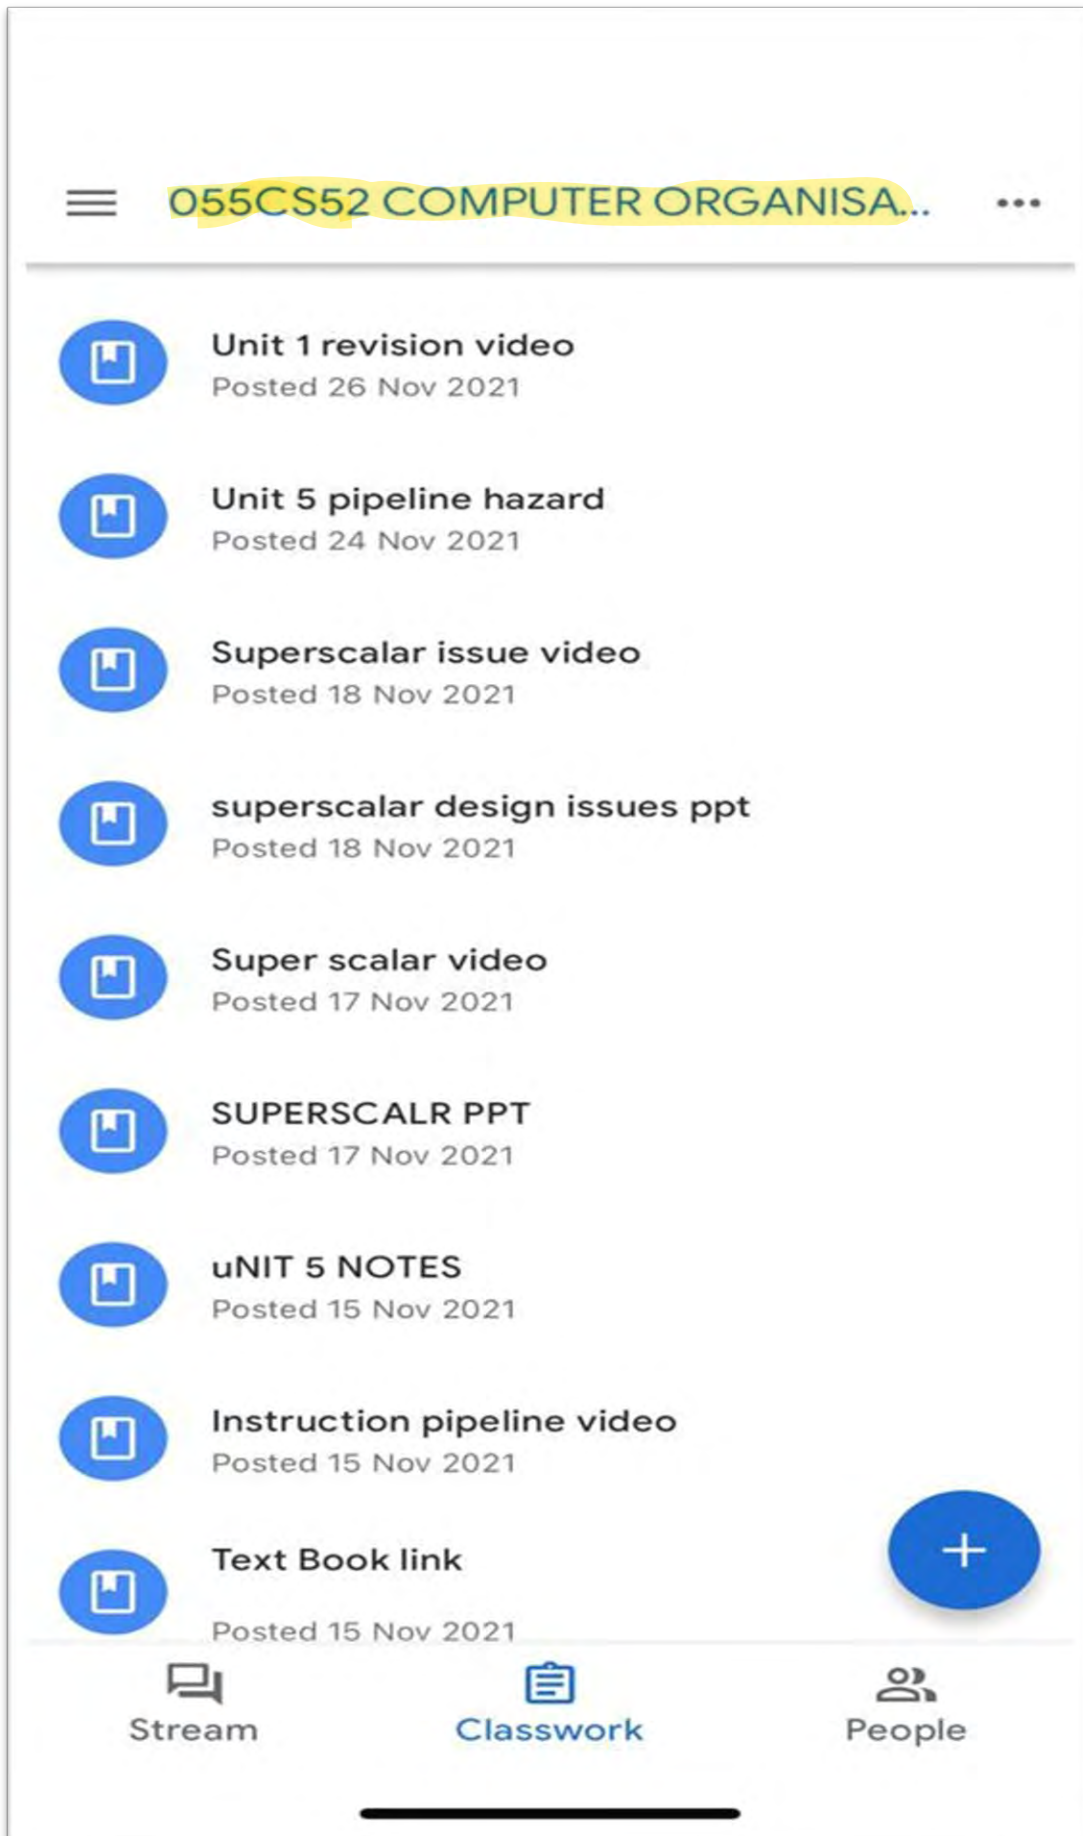 055CS52 COMPUTER ORGANISA...
Unit 1 revision video
Posted 26 Nov 2021
Unit 5 pipeline hazard
Posted 24 Nov 2021
Superscalar issue video
Posted 18 Nov 2021
superscalar design issues ppt
Posted 18 Nov 2021
Super scalar video
Posted 17 Nov 2021
SUPERSCALR PPT
Posted 17 Nov 2021
uNIT 5 NOTES
Posted 15 Nov 2021
Instruction pipeline video
Posted 15 Nov 2021
Text Book link
Posted 15 Nov 2021
Stream
Classwork
People